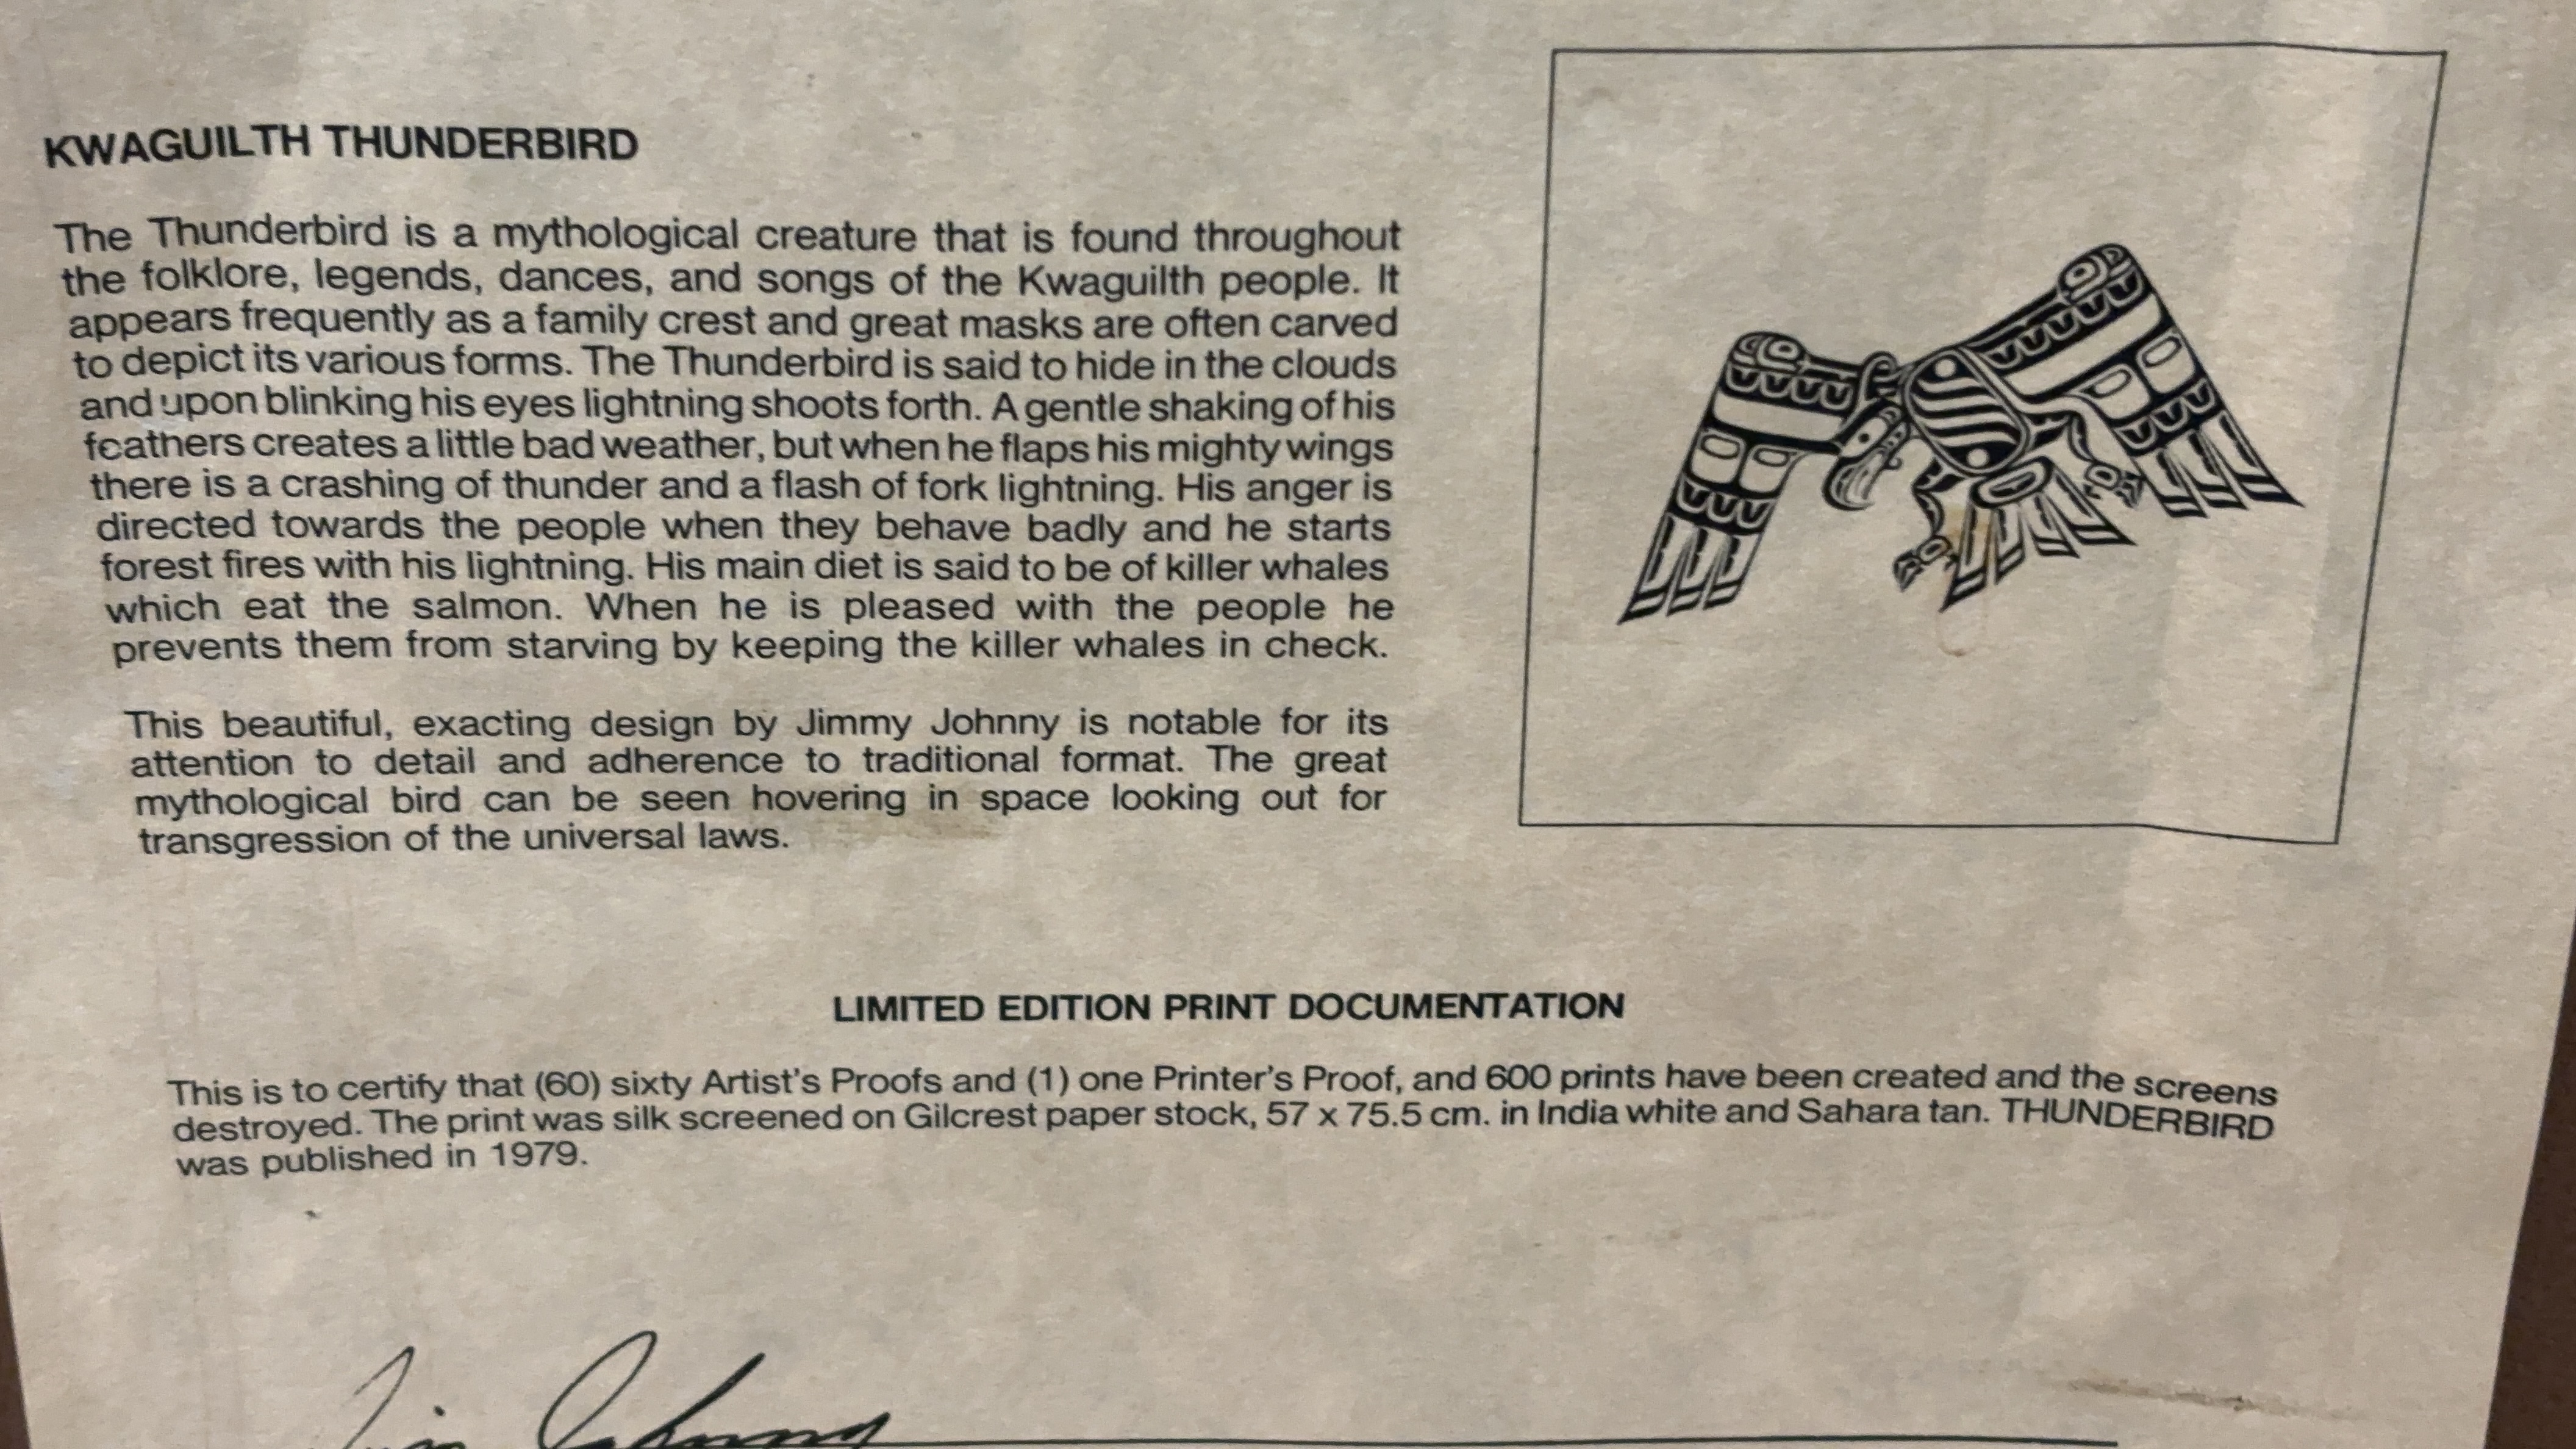 KWAGUILTH THUNDERBIRD
The Thunderbird is a mythological creature that is found throughout
the folklore, legends, dances, and songs of the Kwaguilth people. It
appears frequently as a family crest and great masks are often carved
to depict its various forms. The Thunderbird is said to hide in the clouds
and upon blinking his eyes lightning shoots forth. A gentle shaking of his
feathers creates a little bad weather, but when he flaps his mighty wings
there is a crashing of thunder and a flash of fork lightning. His anger is
directed towards the people when they behave badly and he starts
forest fires with his lightning. His main diet is said to be of killer whales
which eat the salmon. When he is pleased with the people he
prevents them from starving by keeping the killer whales in check.
This beautiful, exacting design by Jimmy Johnny is notable for its
attention to detail and adherence to traditional format. The great
mythological bird can be seen hovering in space looking out for
transgression of the universal laws.
LIMITED EDITION PRINT DOCUMENTATION
This is to certify that (60) sixty Artist's Proofs and (1) one Printer's Proof, and 600 prints have been created and the screens
destroyed. The print was silk screened on Gilcrest paper stock, 57 x 75.5 cm. in India white and Sahara tan. THUNDERBIRD
was published in 1979.
Jim Johnny